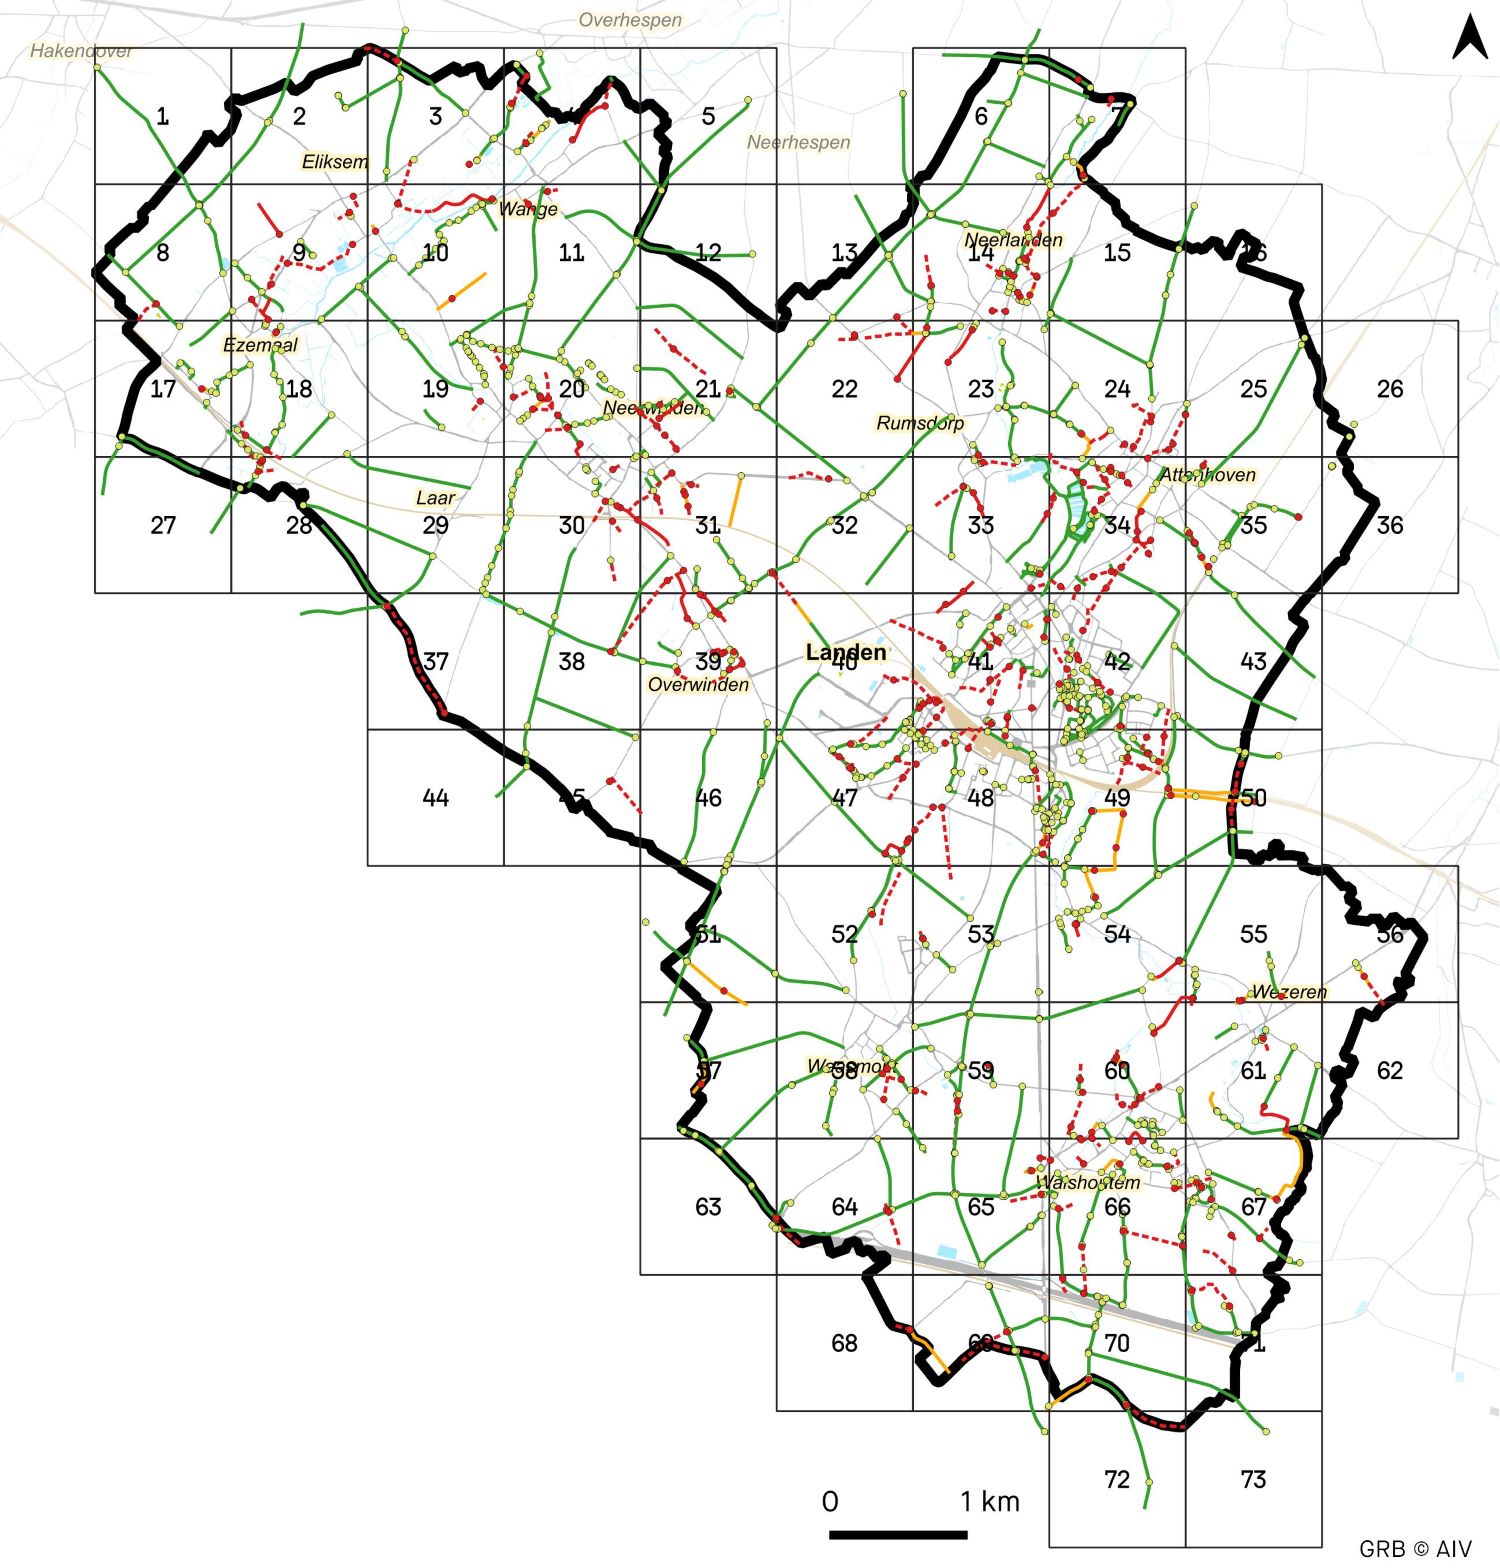 Overhespen
Hakendover
1 2 3 4 5 6 7
Neerhespen
Eliksem
Wange
8 9 10 11 12 13 14 15 16
Neerlanden
Ezemaal
17 18 19 20 21 22 23 24 25 26
Neerwinden
Rumsdorp
Attenhoven
Laar
27 28 29 30 31 32 33 34 35 36
Landen
37 38 39 40 41 42 43
Overwinden
44 45 46 47 48 49 50
51 52 53 54 55 56
Wezeren
Waasmont
57 58 59 60 61 62
Walshoutem
63 64 65 66 67
68 69 70 71
72 73
0 1 km
GRB © AIV